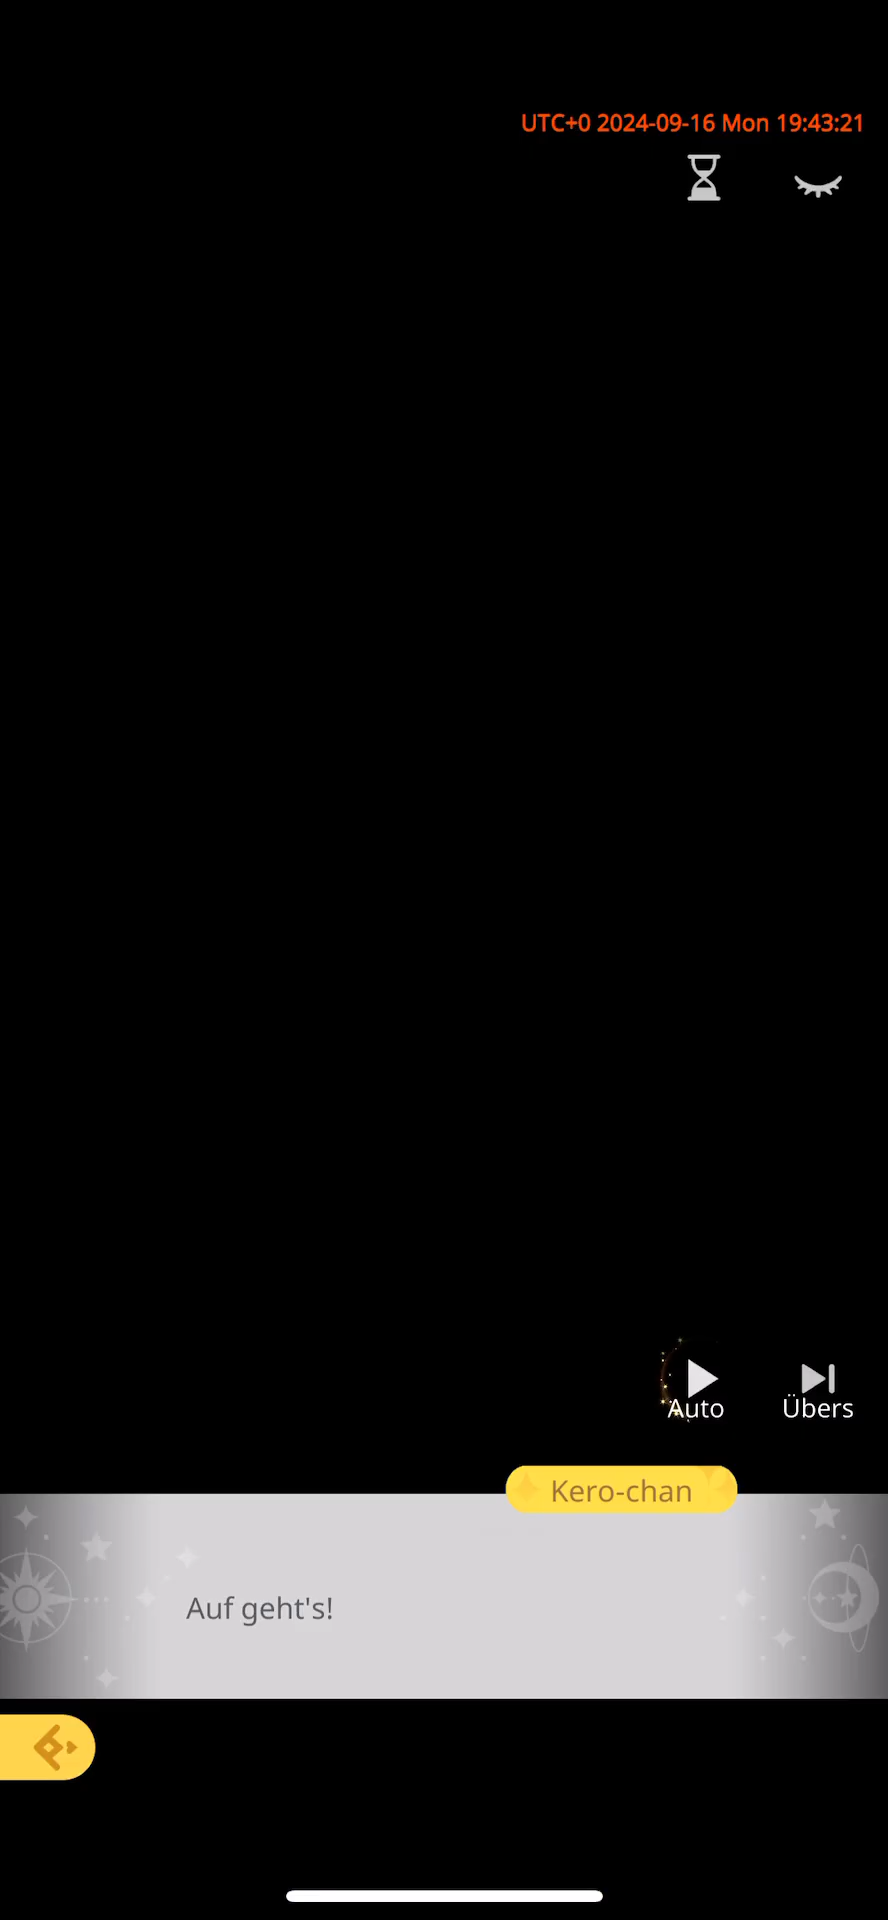 UTC+0 2024-09-16 Mon 19:43:21
Auto
Übers
Kero-chan
Auf geht's!